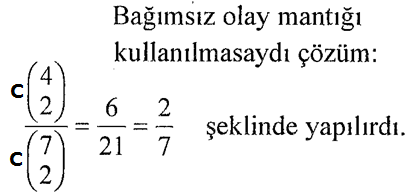 Bağımsız olay mantığı
kullanılmasaydı çözüm:
c(4 2) / c(7 2) = 6/21 = 2/7 şeklinde yapılırdı.